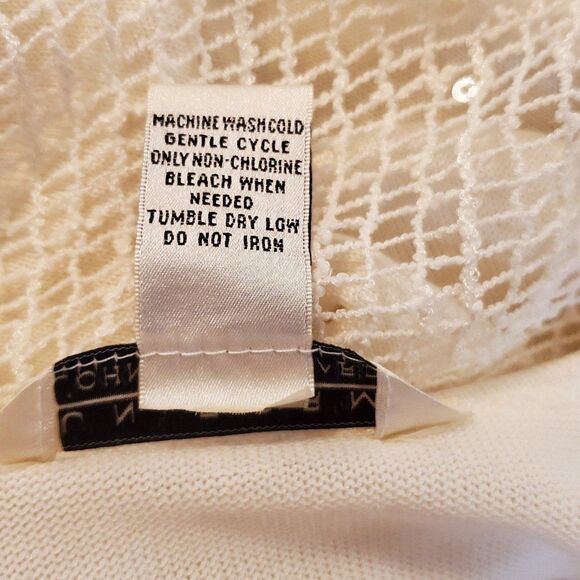 MACHINE WASH COLD
GENTLE CYCLE
ONLY NON-CHLORINE
BLEACH WHEN
NEEDED
TUMBLE DRY LOW
DO NOT IRON